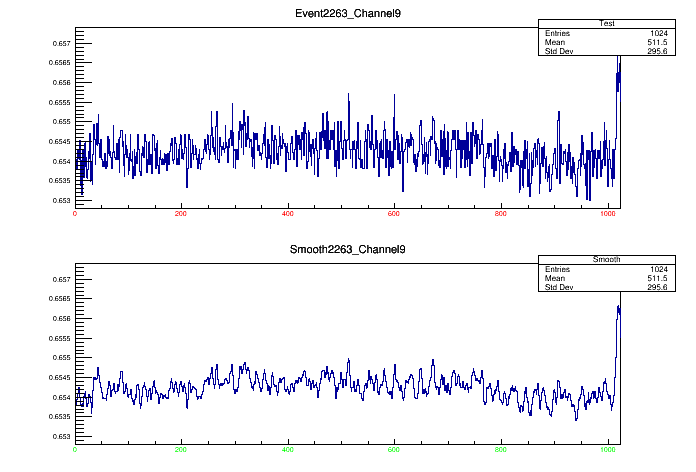 Event2263_Channel9
Test
Entries 1024
Mean 511.5
Std Dev 295.6
0.657
0.6565
0.656
0.6555
0.655
0.6545
0.654
0.6535
0.653
0 200 400 600 800 1000
Smooth2263_Channel9
Smooth
Entries 1024
Mean 511.5
Std Dev 295.6
0.657
0.6565
0.656
0.6555
0.655
0.6545
0.654
0.6535
0.653
0 200 400 600 800 1000